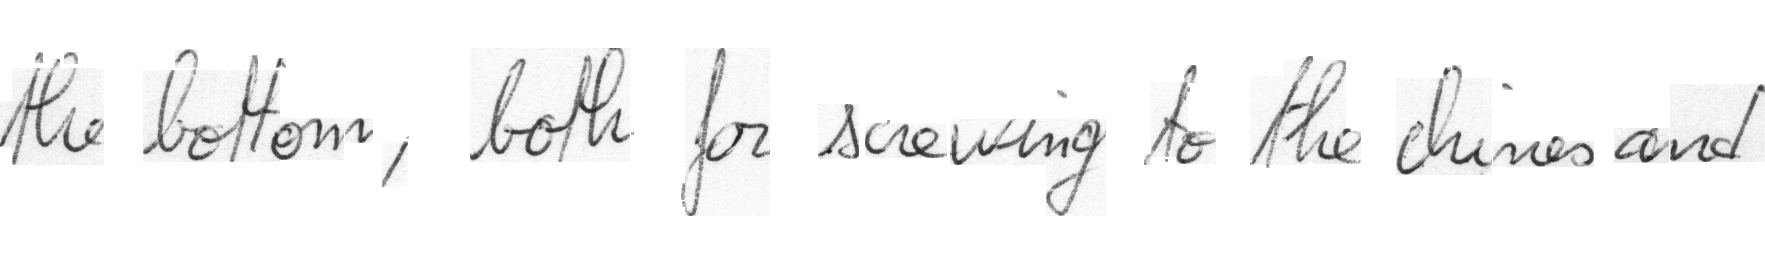 the bottom, both for screwing to the chines and